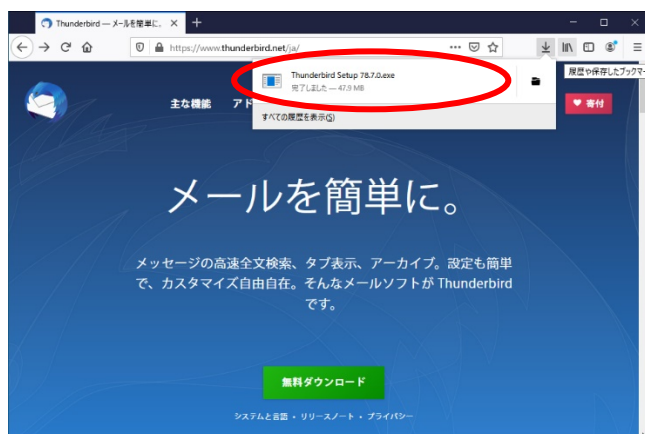 Thunderbird — メールを簡単に。
https://www.thunderbird.net/ja/
Thunderbird Setup 78.7.0.exe
完了しました — 47.9 MB
履歴や保存したブックマー
主な機能 アド
寄付
すべての履歴を表示(S)
メールを簡単に。
メッセージの高速全文検索、タブ表示、アーカイブ。設定も簡単
で、カスタマイズ自由自在。そんなメールソフトが Thunderbird
です。
無料ダウンロード
システムと言語 • リリースノート • プライバシー